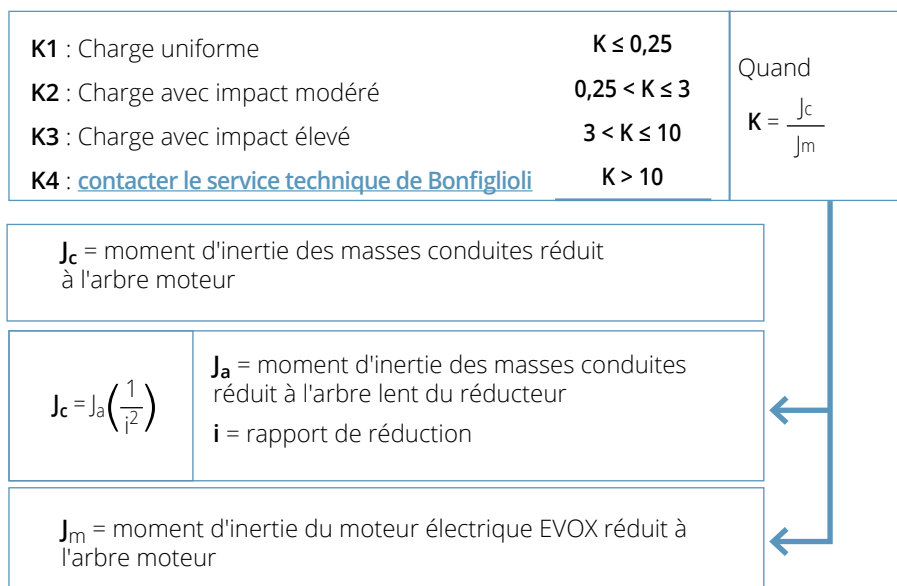 K1 : Charge uniforme K ≤ 0,25
K2 : Charge avec impact modéré 0,25 < K ≤ 3
K3 : Charge avec impact élevé 3 < K ≤ 10
K4 : contacter le service technique de Bonfiglioli K > 10
Quand
K = Jc / Jm
Jc = moment d'inertie des masses conduites réduit
à l'arbre moteur
Jc = Ja(1/i²)
Ja = moment d'inertie des masses conduites
réduit à l'arbre lent du réducteur
i = rapport de réduction
Jm = moment d'inertie du moteur électrique EVOX réduit à
l'arbre moteur